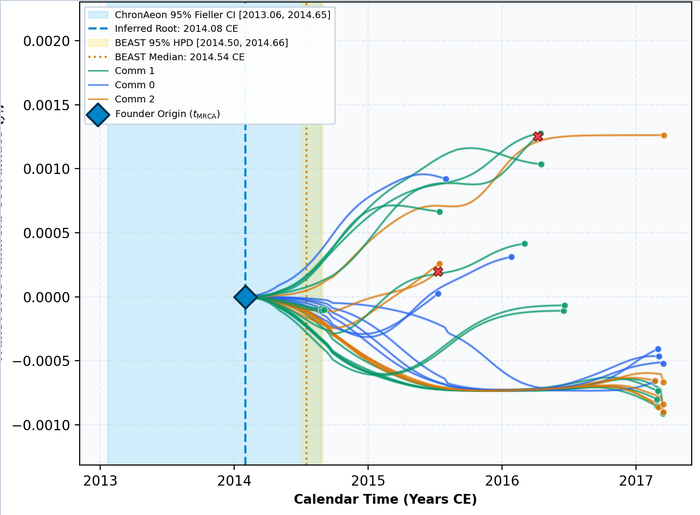 ChronAeon 95% Fieller CI [2013.06, 2014.65]
Inferred Root: 2014.08 CE
BEAST 95% HPD [2014.50, 2014.66]
BEAST Median: 2014.54 CE
Comm 1
Comm 0
Comm 2
Founder Origin (tMRCA)
0.0020
0.0015
0.0010
0.0005
0.0000
−0.0005
−0.0010
2013 2014 2015 2016 2017
Calendar Time (Years CE)